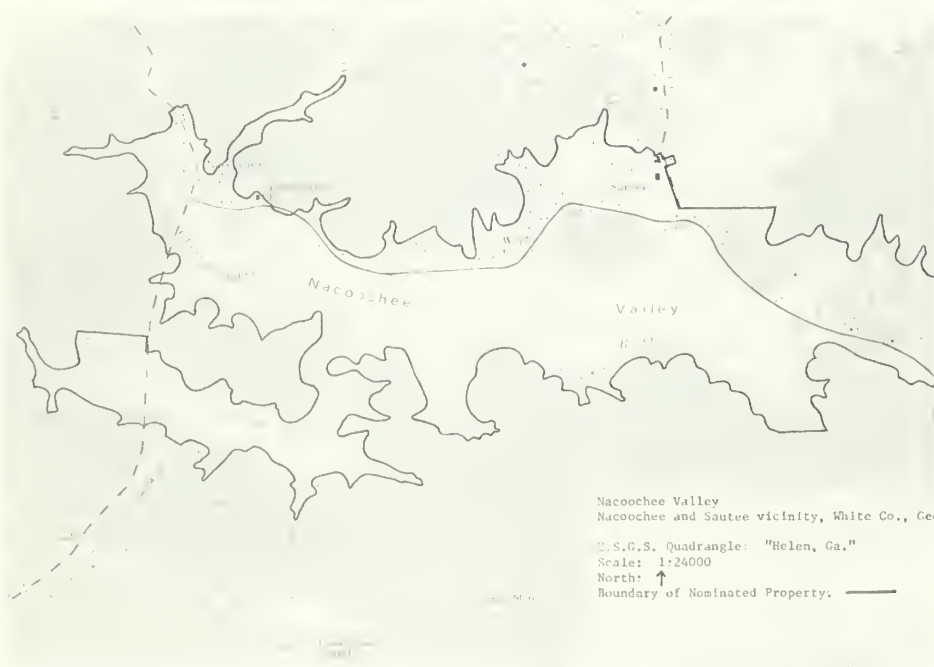 Nacoochee
Valley
Nacoochee Valley
Nacoochee and Sautee vicinity, White Co., Geo
U.S.G.S. Quadrangle: "Helen, Ga."
Scale: 1:24000
North: ↑
Boundary of Nominated Property: